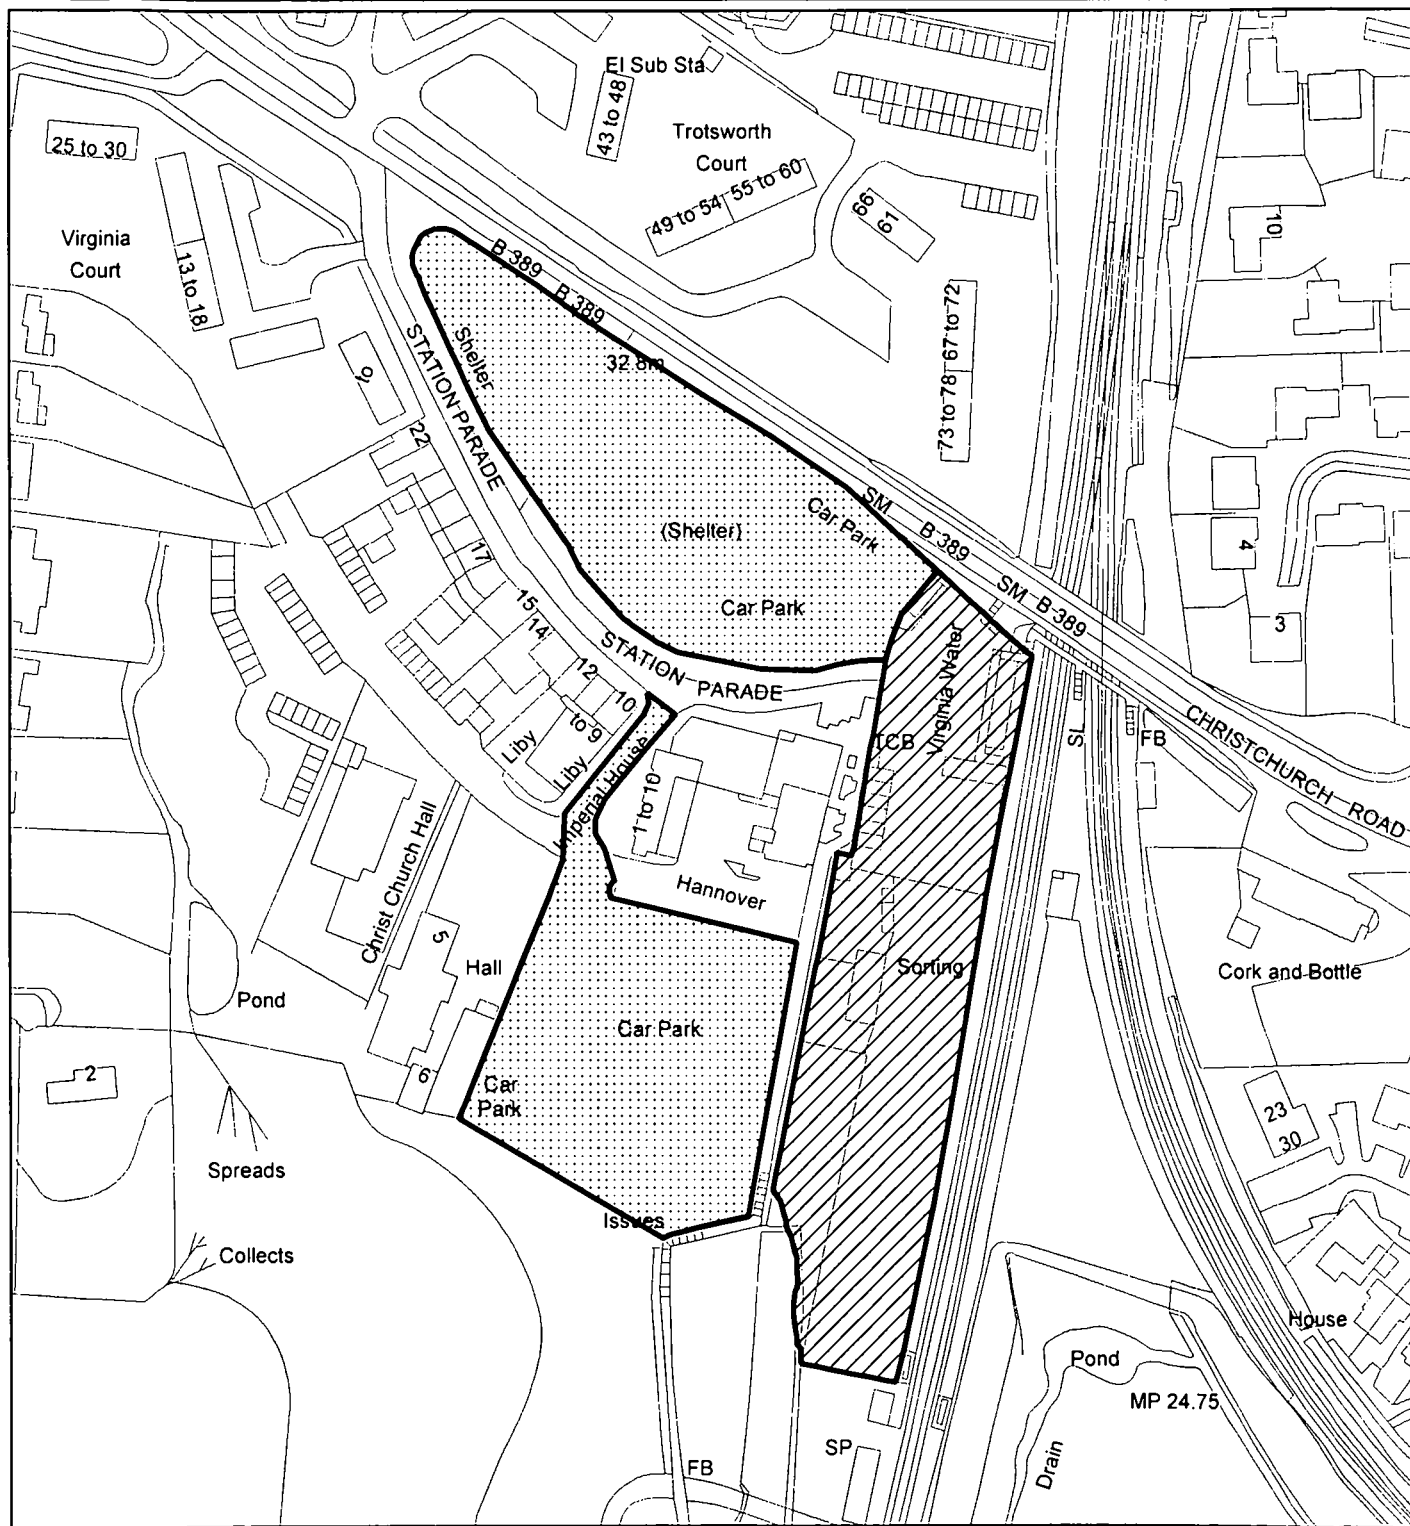 El Sub Sta
43 to 48
Trotsworth
Court
25 to 30
55 to 60
49 to 54
66
61
10
Virginia
Court
13 to 18
B 389
B 389
67 to 72
73 to 78
Shelter
STATION PARADE
32.8m
to
22
SM
Car Park
B 389
(Shelter)
17
4
SM
B 389
15
14
Car Park
3
STATION PARADE
12
10
to 9
Virginia Water
TCB
SL
FB
CHRISTCHURCH ROAD
Liby
Liby
Imperial House
1 to 10
Hannover
Christ Church Hall
5
Hall
Sorting
Cork and Bottle
Pond
Car Park
2
6
Car
Park
23
30
Spreads
Issues
Collects
House
Pond
MP 24.75
SP
FB
Drain